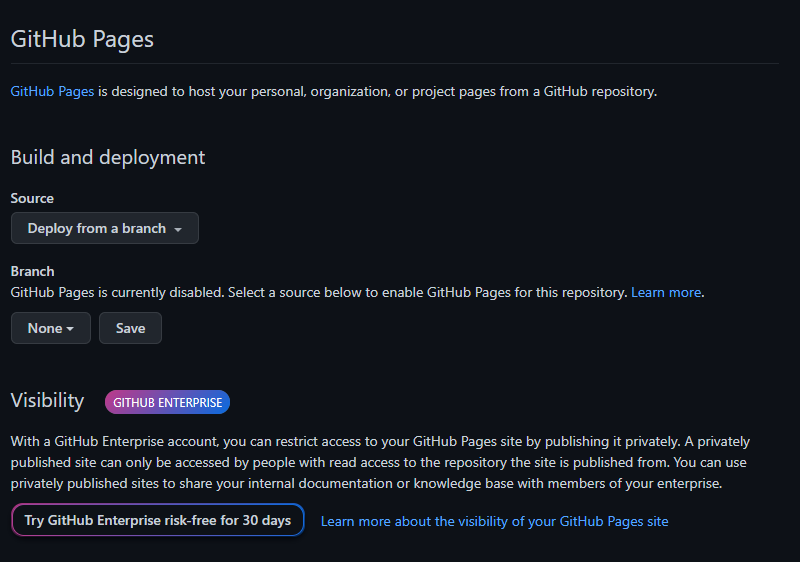 GitHub Pages
GitHub Pages is designed to host your personal, organization, or project pages from a GitHub repository.
Build and deployment
Source
Deploy from a branch
Branch
GitHub Pages is currently disabled. Select a source below to enable GitHub Pages for this repository. Learn more.
None Save
Visibility GITHUB ENTERPRISE
With a GitHub Enterprise account, you can restrict access to your GitHub Pages site by publishing it privately. A privately
published site can only be accessed by people with read access to the repository the site is published from. You can use
privately published sites to share your internal documentation or knowledge base with members of your enterprise.
Try GitHub Enterprise risk-free for 30 days Learn more about the visibility of your GitHub Pages site